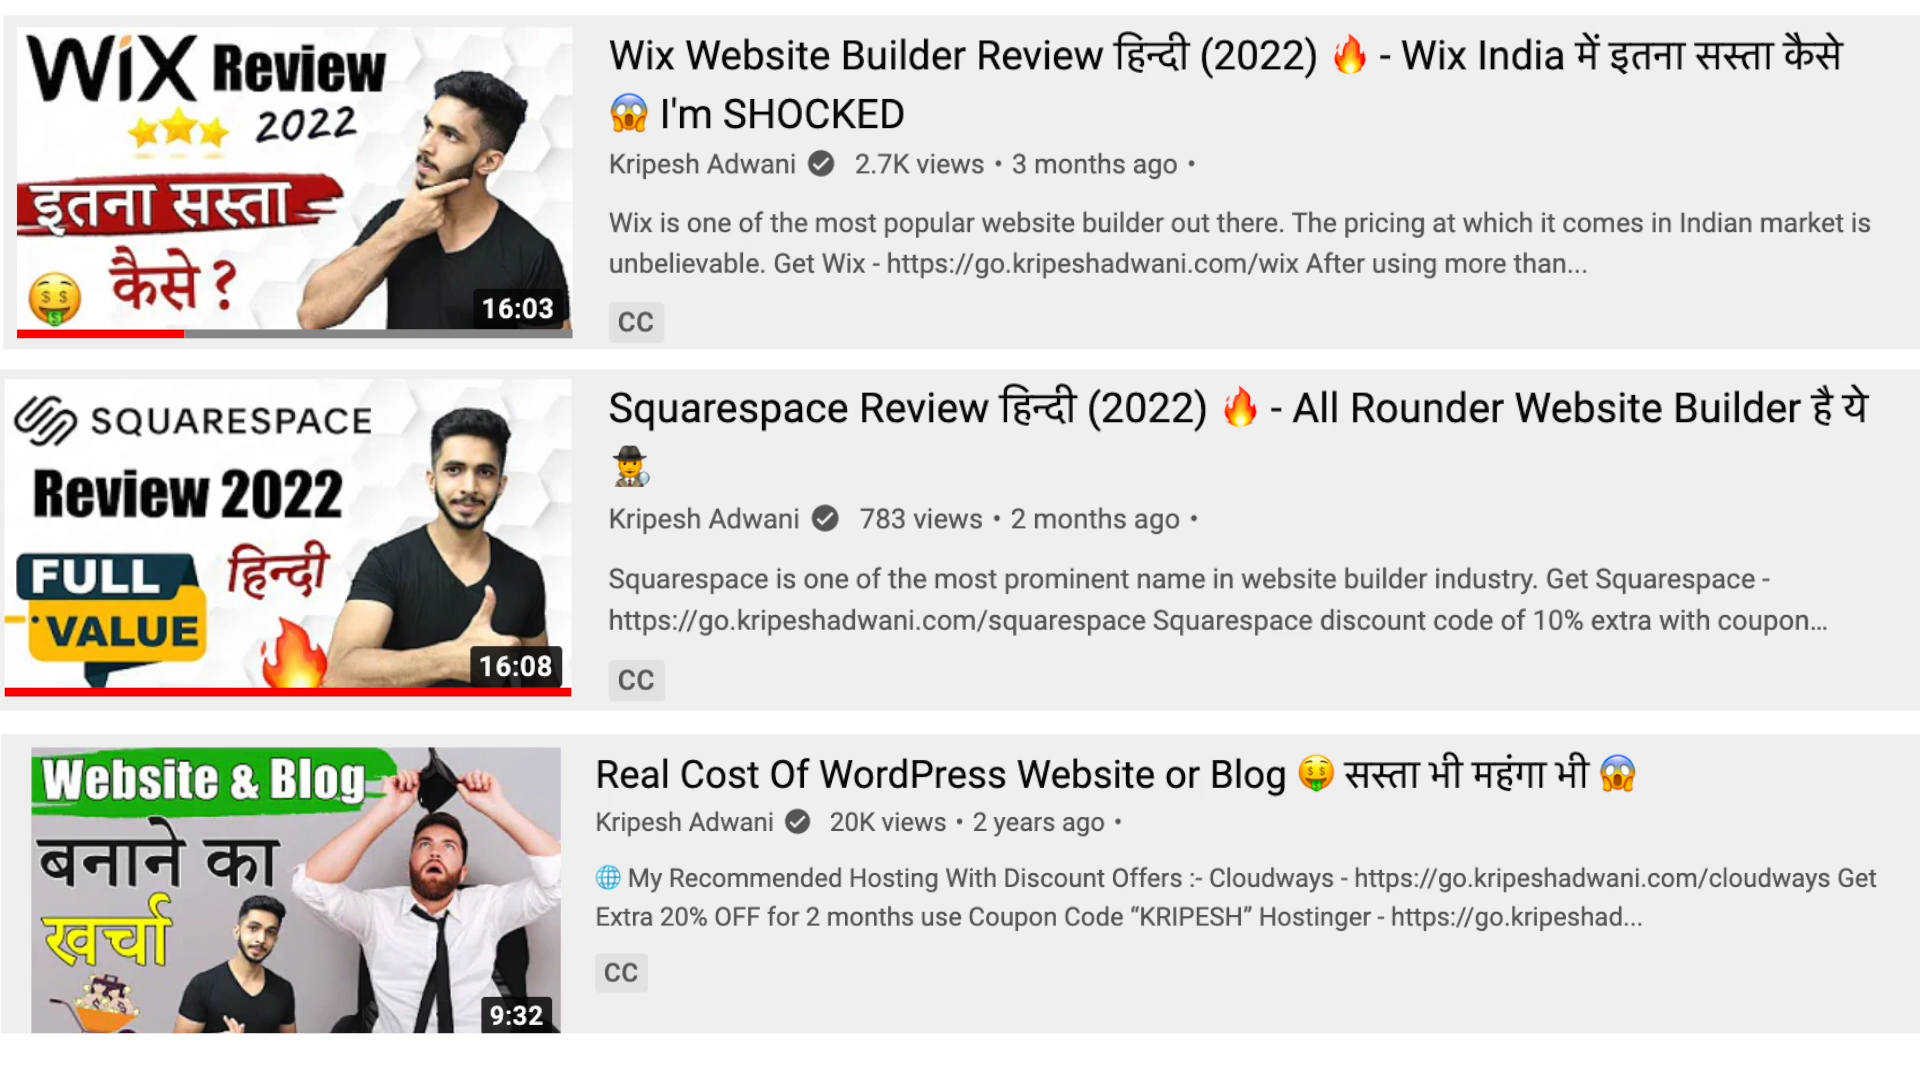 WiX Review
2022
इतना सस्ता
कैसे ?
$ $
$
16:03
Wix Website Builder Review हिन्दी (2022) 🔥 - Wix India में इतना सस्ता कैसे
😱 I'm SHOCKED
Kripesh Adwani 2.7K views • 3 months ago •
Wix is one of the most popular website builder out there. The pricing at which it comes in Indian market is
unbelievable. Get Wix - https://go.kripeshadwani.com/wix After using more than...
CC
SQUARESPACE
Review 2022
FULL हिन्दी
VALUE
16:08
Squarespace Review हिन्दी (2022) 🔥 - All Rounder Website Builder है ये
🕵️
Kripesh Adwani 783 views • 2 months ago •
Squarespace is one of the most prominent name in website builder industry. Get Squarespace -
https://go.kripeshadwani.com/squarespace Squarespace discount code of 10% extra with coupon...
CC
Website & Blog
बनाने का
खर्चा
9:32
Real Cost Of WordPress Website or Blog 🤑 सस्ता भी महंगा भी 😱
Kripesh Adwani 20K views • 2 years ago •
🌐 My Recommended Hosting With Discount Offers :- Cloudways - https://go.kripeshadwani.com/cloudways Get
Extra 20% OFF for 2 months use Coupon Code “KRIPESH” Hostinger - https://go.kripeshad...
CC